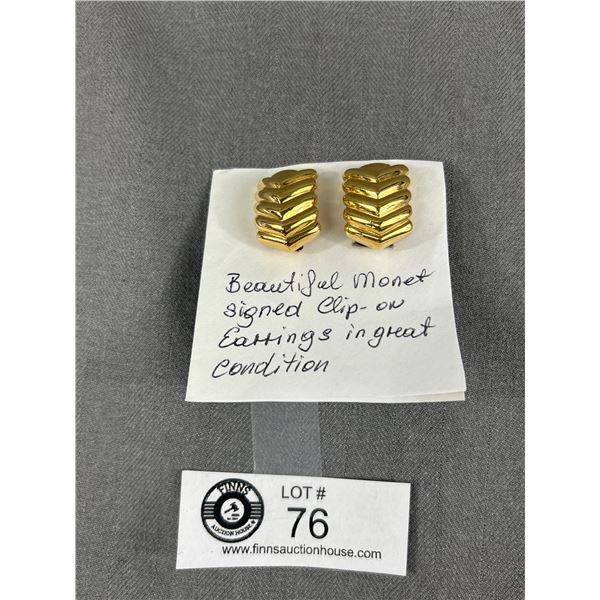 Beautiful Monet
signed Clip-on
Earrings in great
condition
FINNS
AUCTION HOUSE
LOT #
76
www.finnsauctionhouse.com